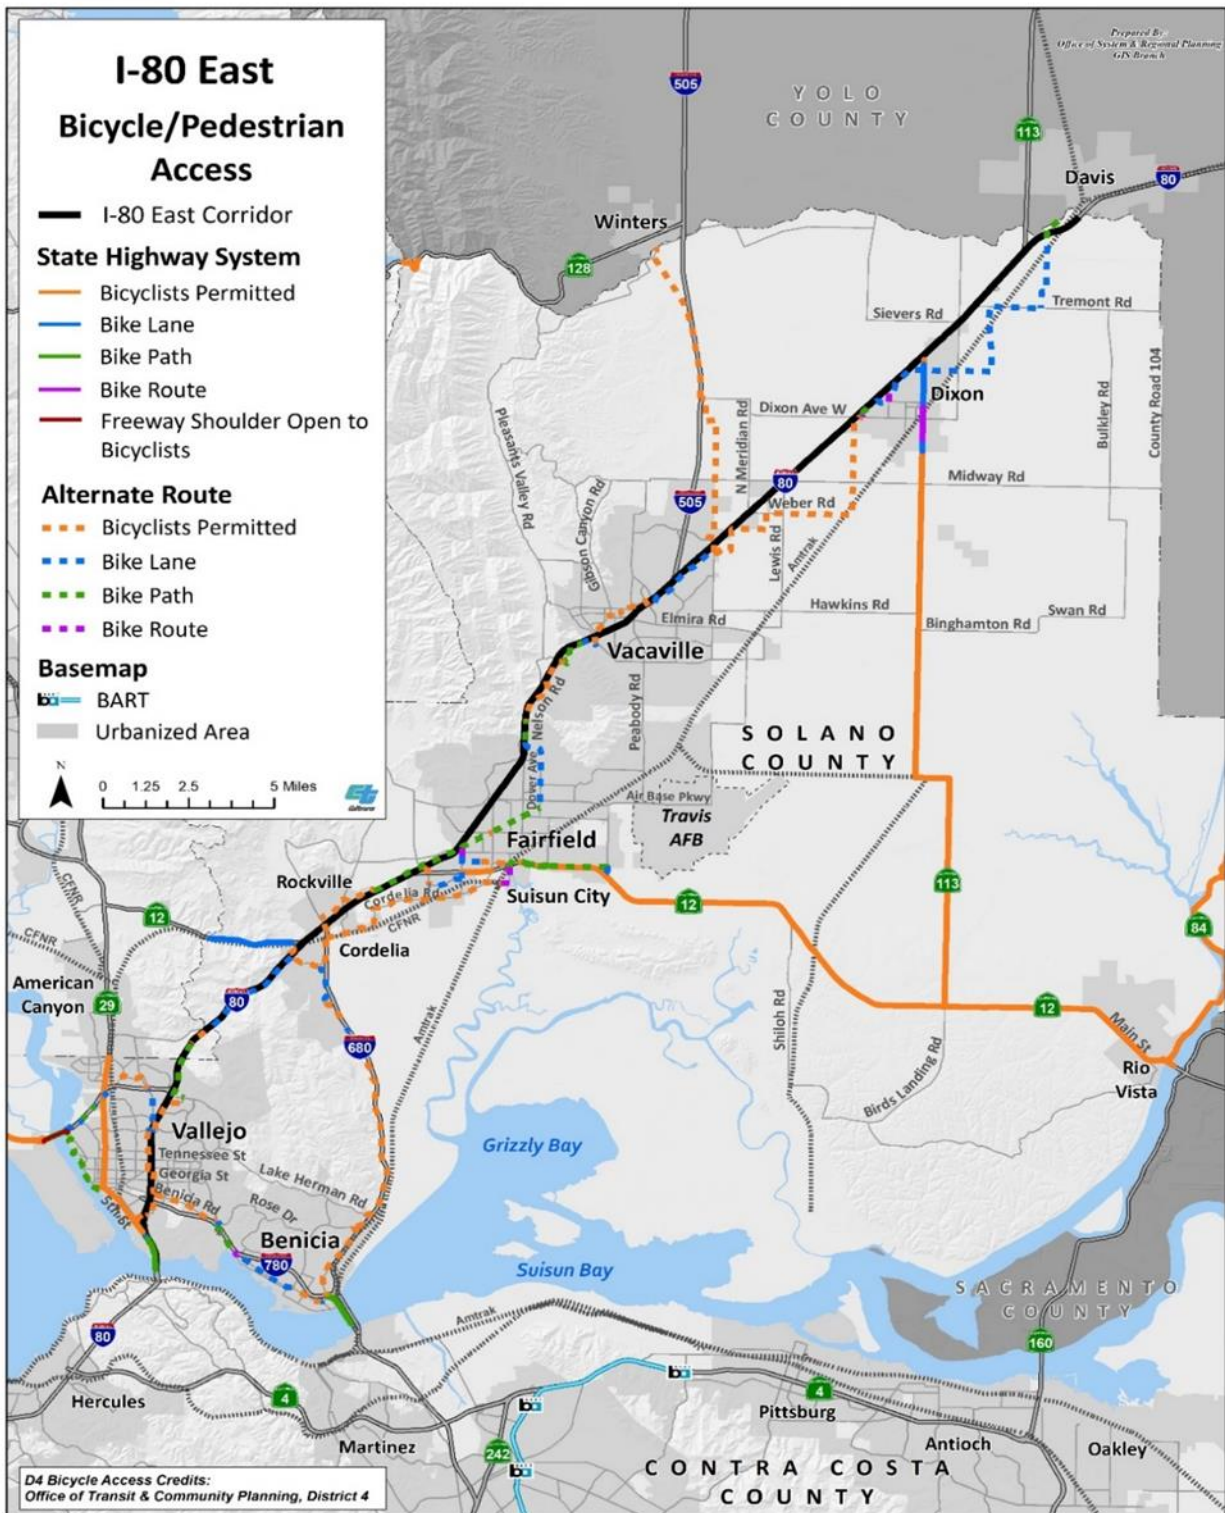 I-80 East
Bicycle/Pedestrian
Access
I-80 East Corridor
State Highway System
Bicyclists Permitted
Bike Lane
Bike Path
Bike Route
Freeway Shoulder Open to
Bicyclists
Alternate Route
Bicyclists Permitted
Bike Lane
Bike Path
Bike Route
Basemap
ba BART
Urbanized Area
N
0 1.25 2.5 5 Miles
Prepared By:
Office of System & Regional Planning
GIS Branch
YOLO
COUNTY
505
113
Davis
80
Winters
128
Sievers Rd
Tremont Rd
Dixon
Dixon Ave W
Pleasants Valley Rd
N Meridian Rd
Bulkley Rd
County Road 104
80
Midway Rd
505
Weber Rd
Gibson Canyon Rd
Lewis Rd
Amtrak
Hawkins Rd
Swan Rd
Elmira Rd
Binghamton Rd
Vacaville
Nelson Rd
Peabody Rd
SOLANO
COUNTY
Dover Ave
Air Base Pkwy
Travis
AFB
Fairfield
Rockville
Cordelia Rd
Suisun City
113
CFNR
12
CFNR
12
84
CFNR
Cordelia
American
Canyon
29
80
12
Shiloh Rd
Main St
Amtrak
680
Rio
Vista
Birds Landing Rd
Vallejo
Grizzly Bay
Tennessee St
Georgia St
Lake Herman Rd
Benicia Rd
Rose Dr
5th St
Benicia
780
Suisun Bay
SACRAMENTO
COUNTY
Amtrak
80
160
ba
Hercules
4
ba
4
Pittsburg
Martinez
242
Antioch
Oakley
ba
CONTRA COSTA
COUNTY
D4 Bicycle Access Credits:
Office of Transit & Community Planning, District 4